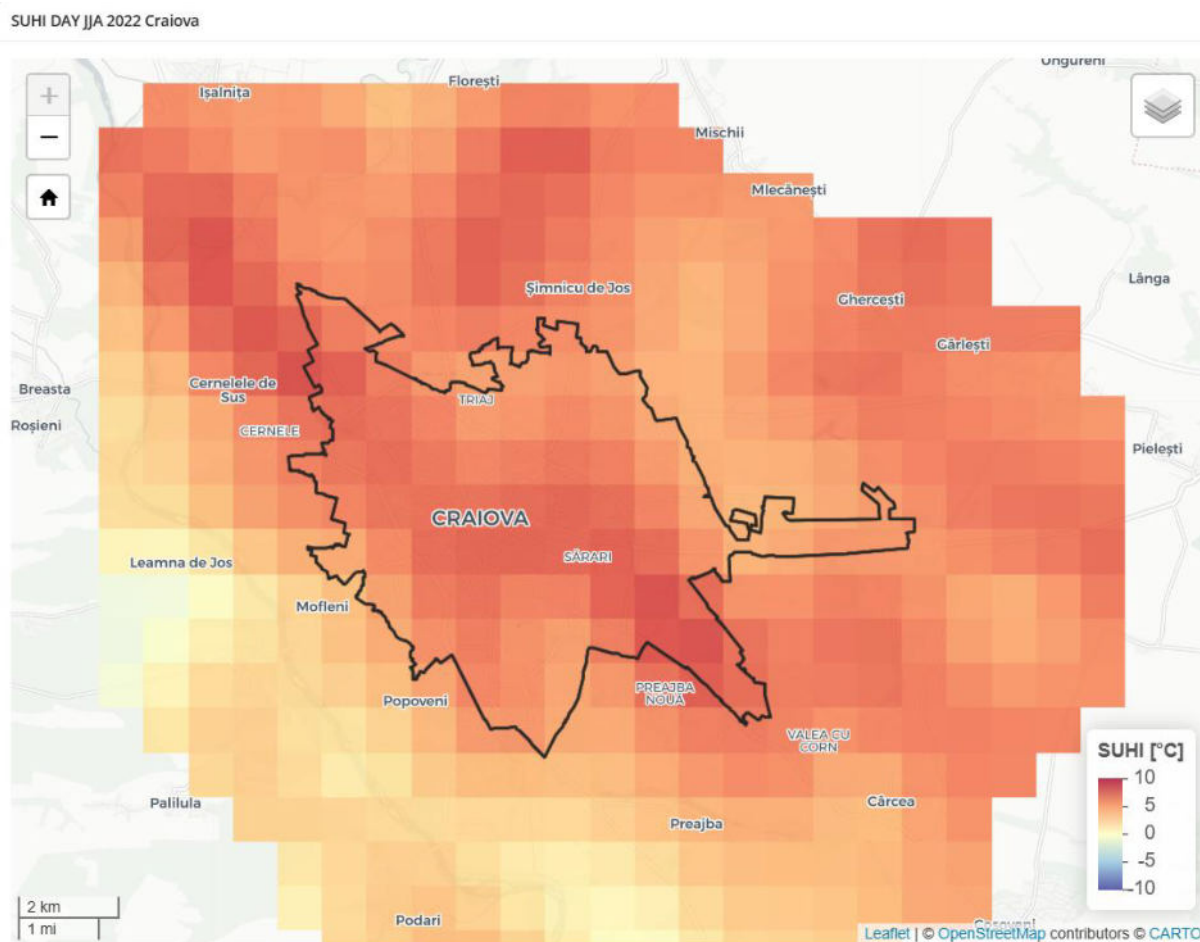 SUHI DAY JJA 2022 Craiova
Ungureni
Ișalnița
Florești
+
−
Mischii
Mlecănești
Lânga
Șimnicu de Jos
Ghercești
Gârlești
Breasta
Cernelele de
Sus
TRIAJ
Roșieni
CERNELE
Pielești
CRAIOVA
SĂRARI
Leamna de Jos
Mofleni
PREAJBA
NOUĂ
Popoveni
VALEA CU
CORN
SUHI [°C]
10
5
0
-5
-10
Palilula
Cârcea
Preajba
2 km
1 mi
Podari
Leaflet | © OpenStreetMap contributors © CARTO